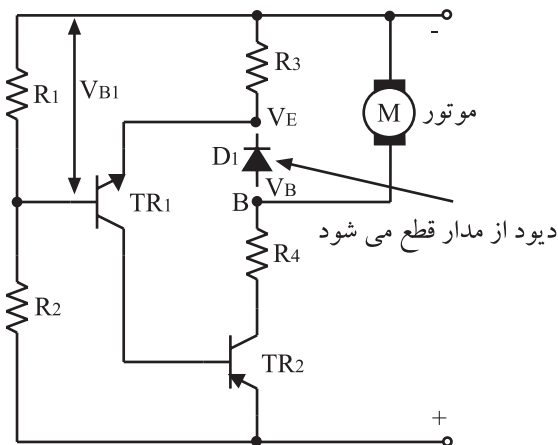 -
R1
VB1
R3
VE
M
موتور
D1
VB
TR1
B
دیود از مدار قطع می شود
R4
R2
TR2
+